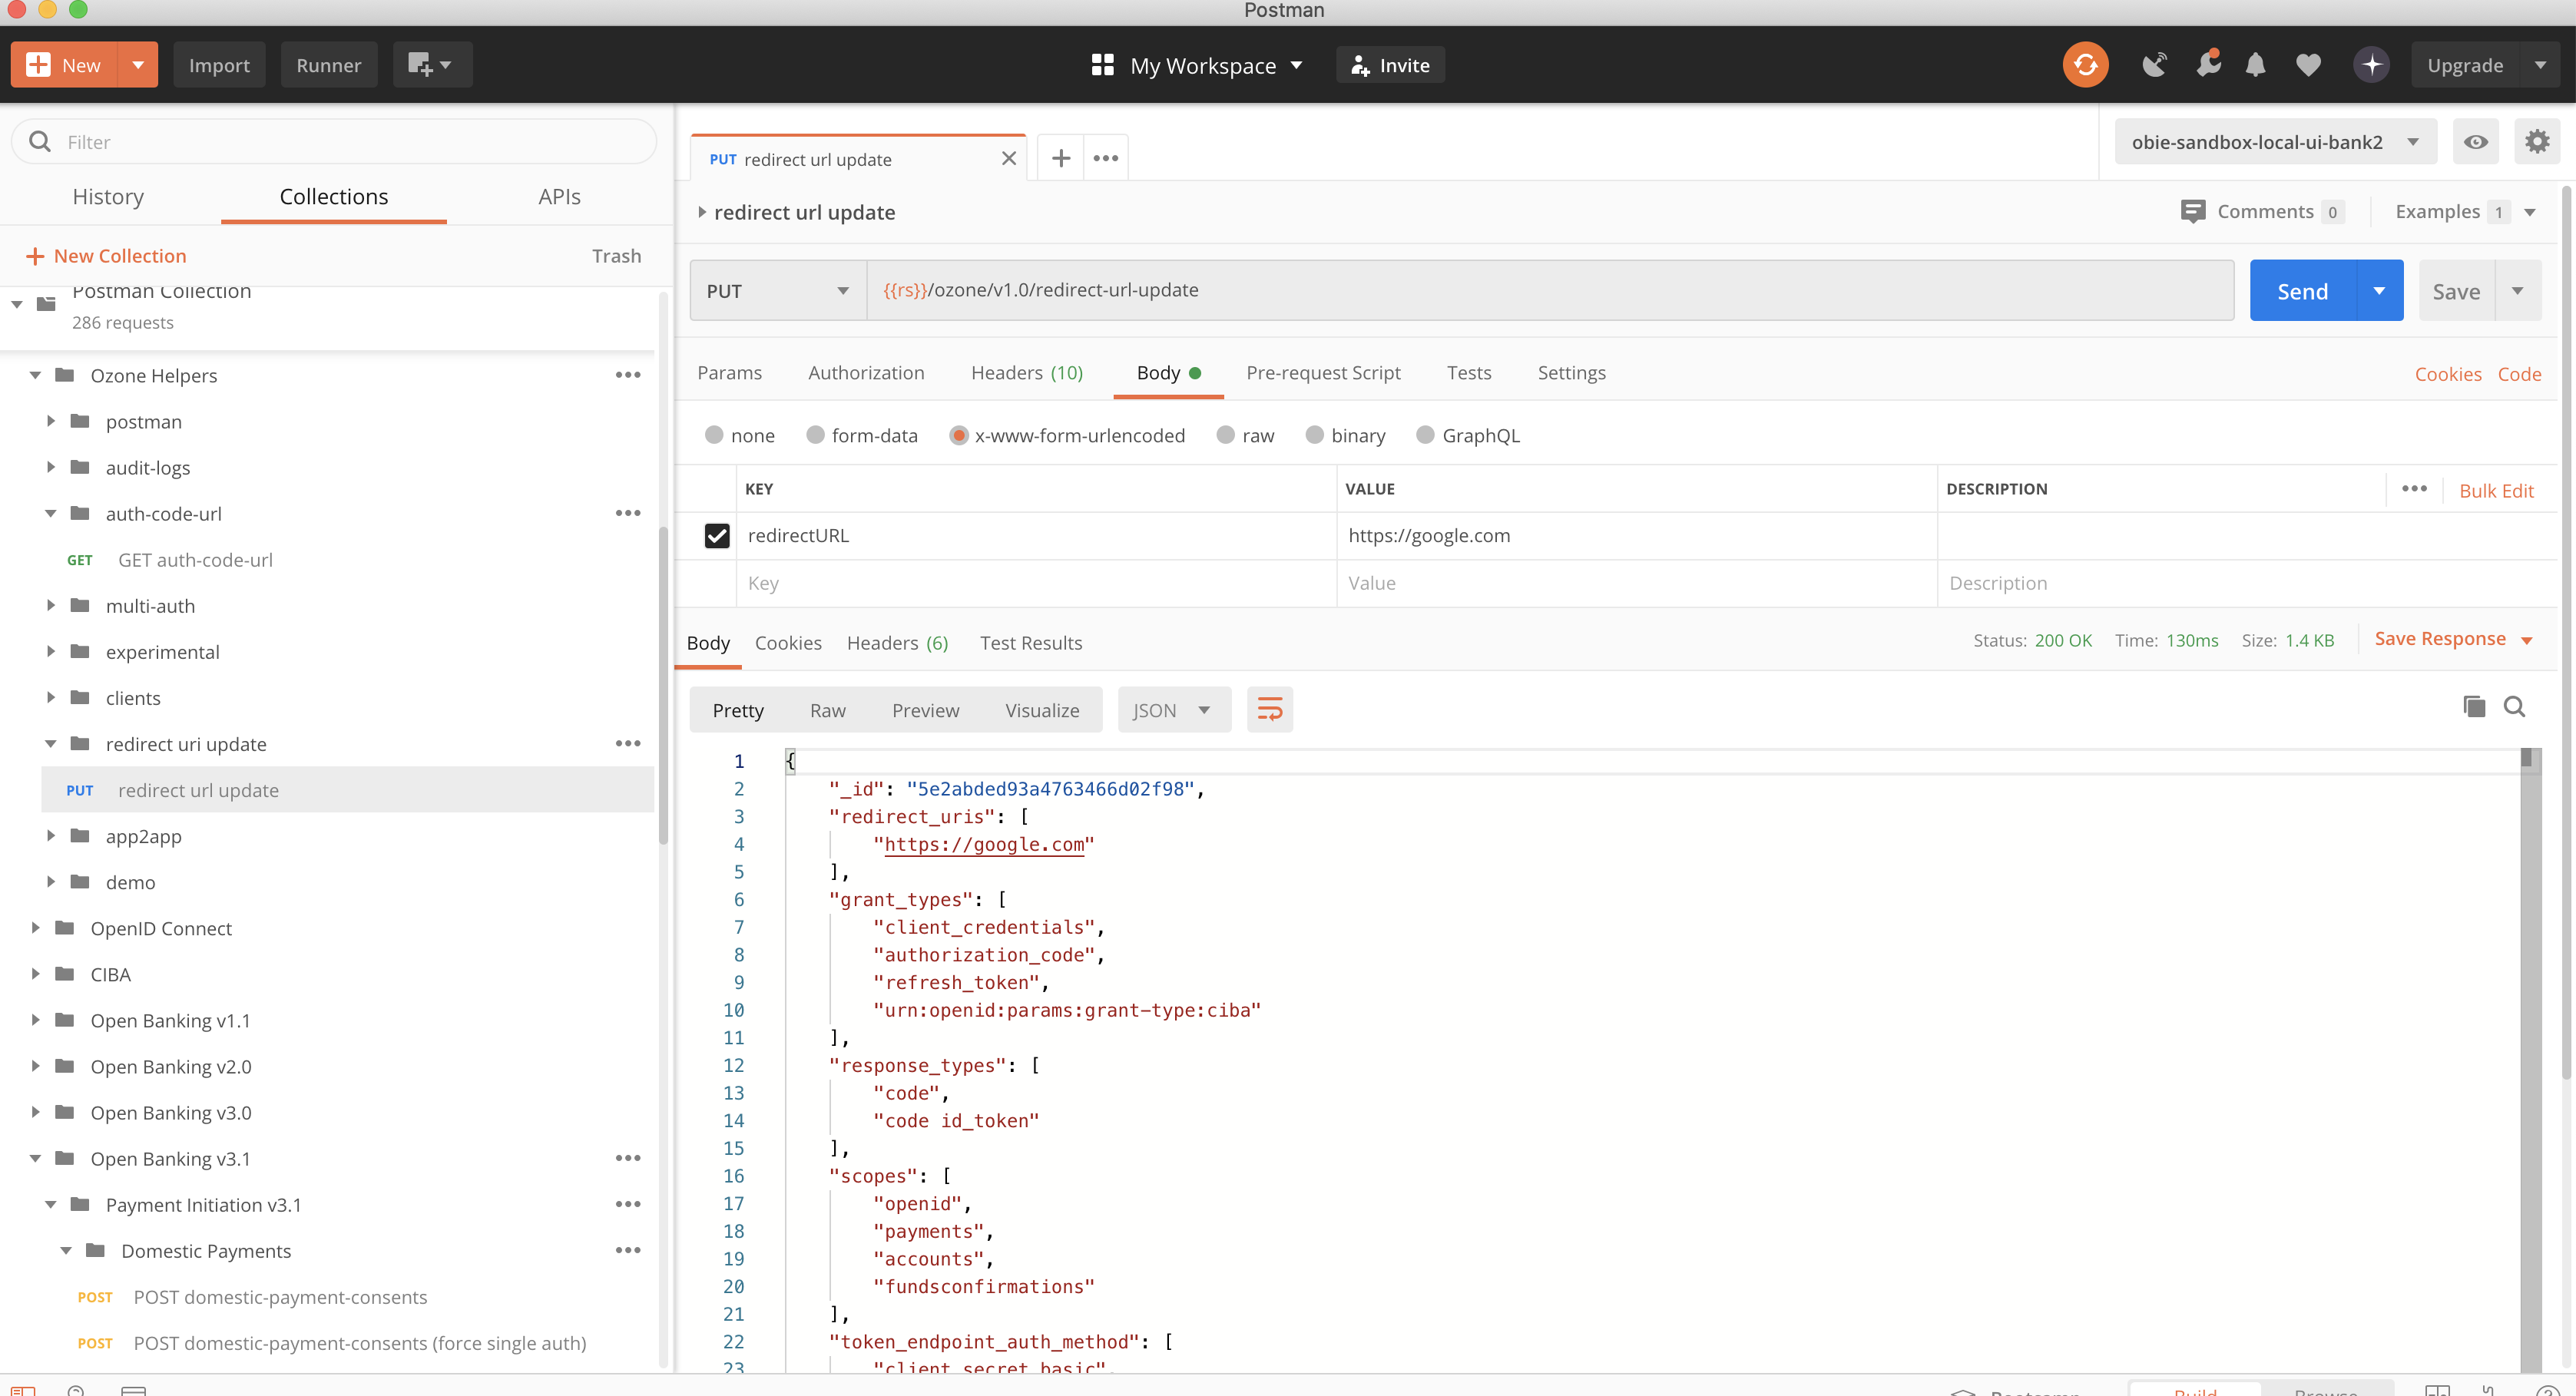 Postman
New
Import
Runner
My Workspace
Invite
Upgrade
Filter
History
Collections
APIs
New Collection
Trash
Postman Collection
286 requests
Ozone Helpers
postman
audit-logs
auth-code-url
GET GET auth-code-url
multi-auth
experimental
clients
redirect uri update
PUT redirect url update
app2app
demo
OpenID Connect
CIBA
Open Banking v1.1
Open Banking v2.0
Open Banking v3.0
Open Banking v3.1
Payment Initiation v3.1
Domestic Payments
POST POST domestic-payment-consents
POST POST domestic-payment-consents (force single auth)
PUT redirect url update
obie-sandbox-local-ui-bank2
redirect url update
Comments 0
Examples 1
PUT
{{rs}}/ozone/v1.0/redirect-url-update
Send
Save
Params
Authorization
Headers (10)
Body
Pre-request Script
Tests
Settings
Cookies
Code
none
form-data
x-www-form-urlencoded
raw
binary
GraphQL
KEY
VALUE
DESCRIPTION
Bulk Edit
redirectURL
https://google.com
Key
Value
Description
Body
Cookies
Headers (6)
Test Results
Status: 200 OK
Time: 130ms
Size: 1.4 KB
Save Response
Pretty
Raw
Preview
Visualize
JSON
1 {
2 "_id": "5e2abded93a4763466d02f98",
3 "redirect_uris": [
4 "https://google.com"
5 ],
6 "grant_types": [
7 "client_credentials",
8 "authorization_code",
9 "refresh_token",
10 "urn:openid:params:grant-type:ciba"
11 ],
12 "response_types": [
13 "code",
14 "code id_token"
15 ],
16 "scopes": [
17 "openid",
18 "payments",
19 "accounts",
20 "fundsconfirmations"
21 ],
22 "token_endpoint_auth_method": [
23 "client_secret_basic",
Bootcamp
Build
Browse